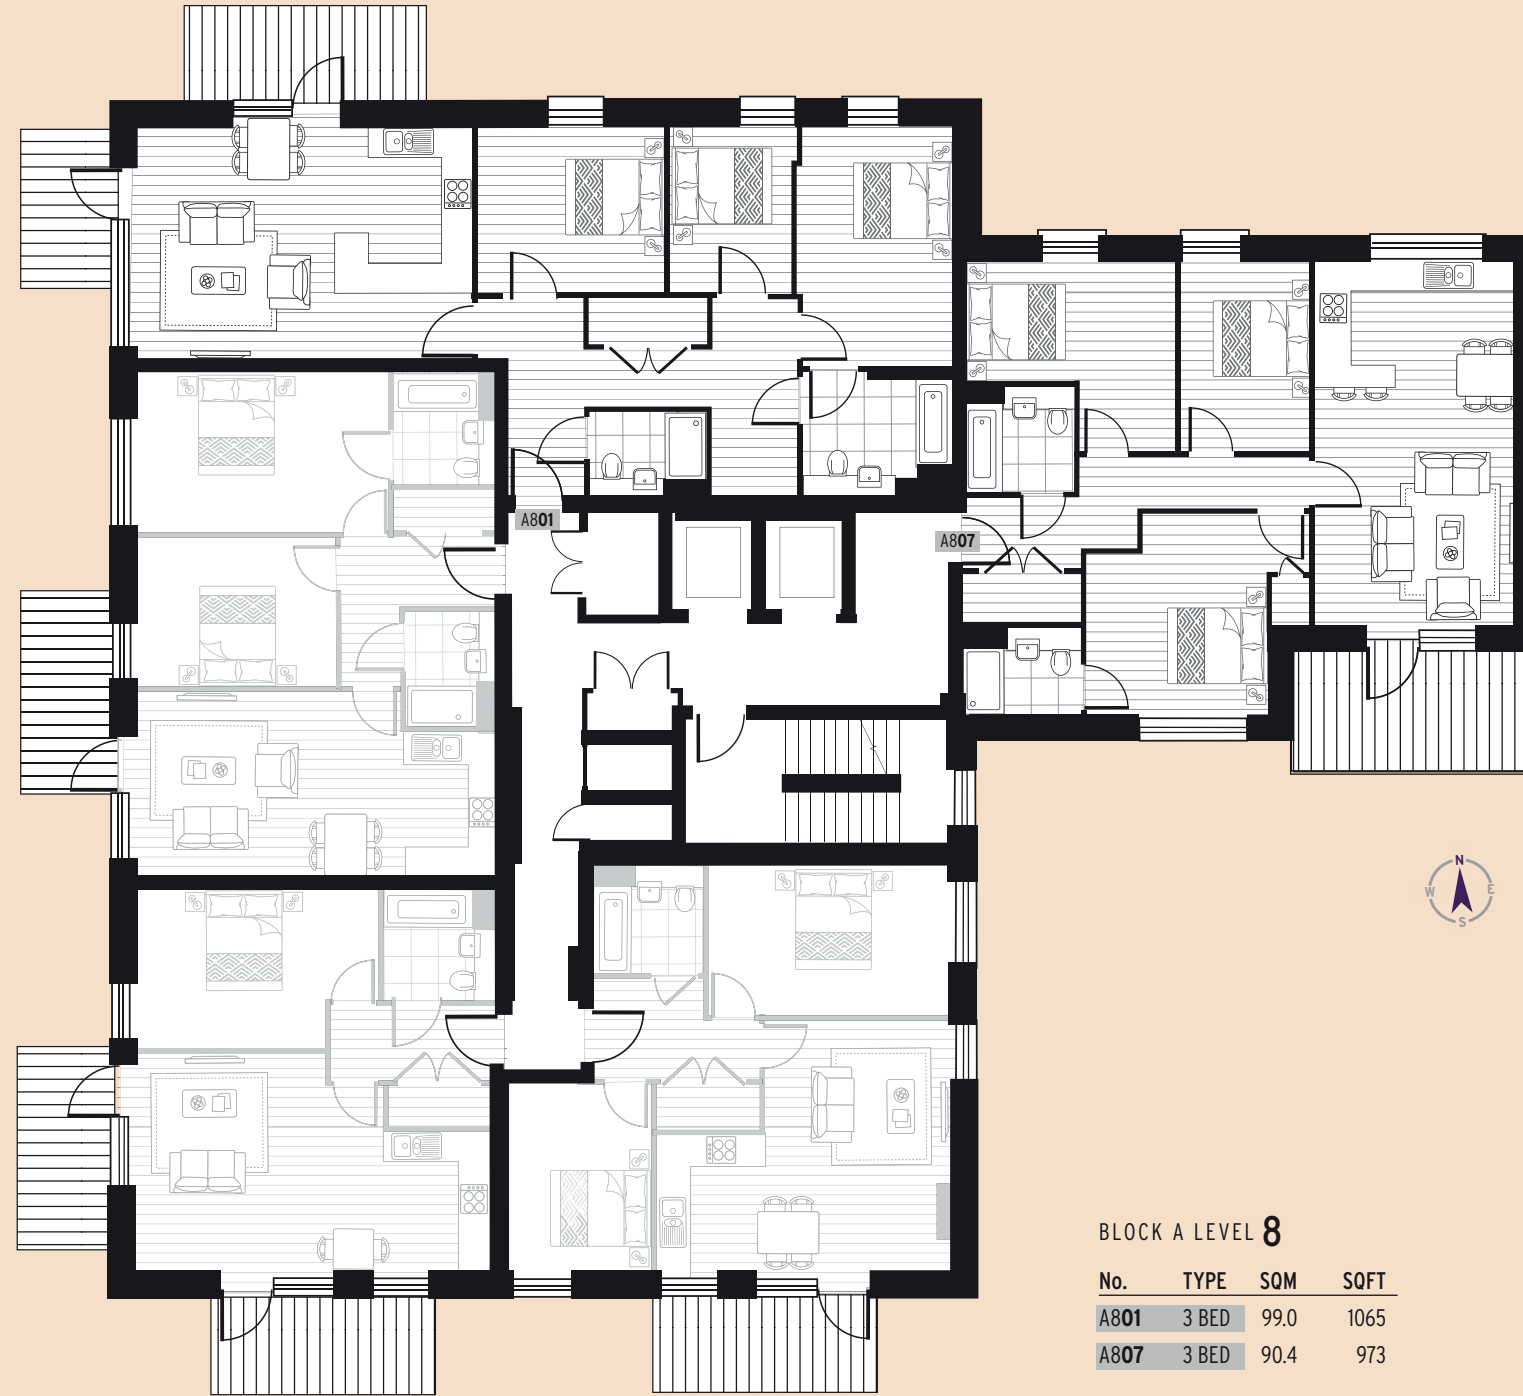 A801
A807
N
W E
S
BLOCK A LEVEL 8
No. TYPE SQM SQFT
A801 3 BED 99.0 1065
A807 3 BED 90.4 973